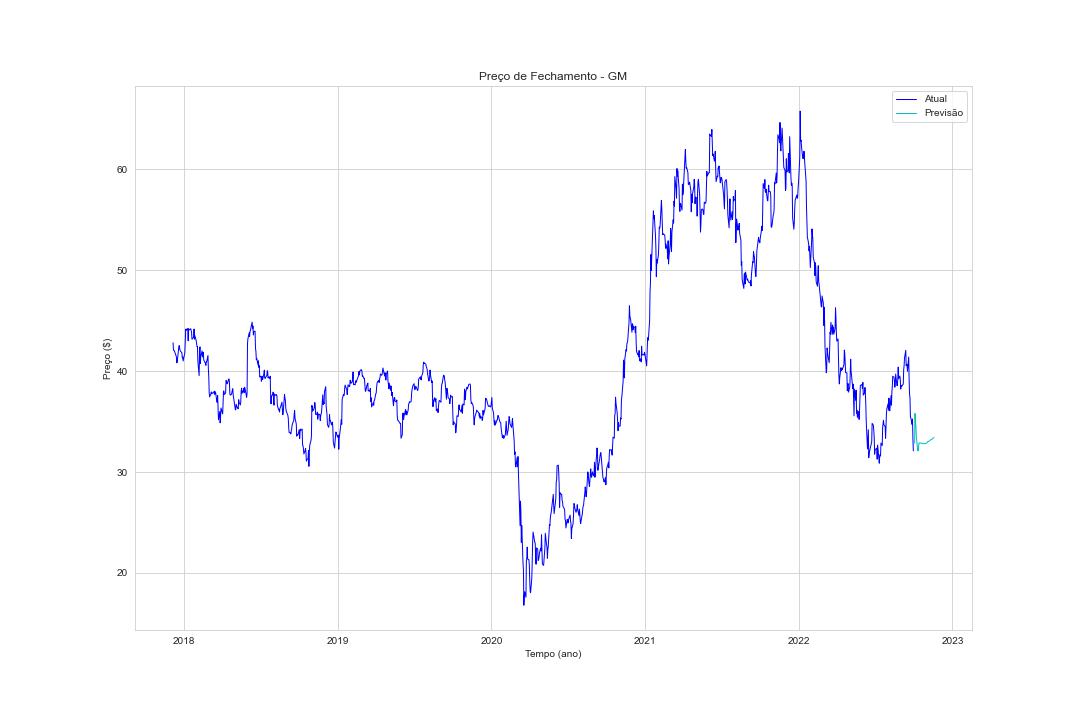 Preço de Fechamento - GM
Atual
Previsão
60
50
40
30
20
Preço ($)
2018 2019 2020 2021 2022 2023
Tempo (ano)